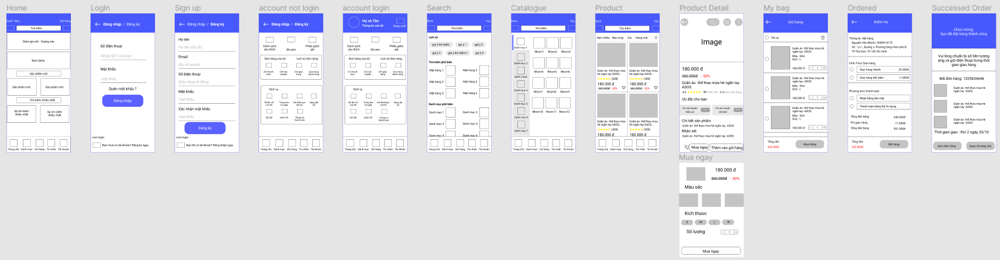 Home
Danh Mục
Giỏ hàng
Tìm kiếm
Giảm giá sốc - Quảng cáo
Best Seller
Sản phẩm mới
Sản phẩm mới
Sản phẩm mới
Tìm kiếm nhiều nhất
Sp tìm kiếm
nhiều nhất
Sp tìm kiếm
nhiều nhất
Trang chủ
Danh mục
Giỏ hàng
Tin nhắn
Tài khoản
LogIn
Đăng nhập / Đăng ký
Số điện thoại
Nhập SĐT của bạn
Mật khẩu
mật khẩu
Quên mật khẩu ?
Đăng nhập
Icon login
Bạn chưa có tài khoản? Đăng ký ngay
Sign up
Đăng nhập / Đăng ký
Họ tên
Họ tên đầy đủ
Email
địa chỉ email
Số Điện thoại
Điện thoại di động
Mật khẩu
mật khẩu
Xác nhận mật khẩu
mật khẩu
Đăng ký
Icon login
Bạn đã có tài khoản? Đăng nhập ngay
account not login
Đăng nhập / Đăng ký
Danh sách
yêu thích
Đã xem
Phiếu giảm
giá
Đơn hàng của tôi
Lịch sử đơn hàng
Chờ thanh
toán
Chờ vận
chuyển
Chờ giao
hàng
Giao hàng
thành công
Dịch vụ
Số địa chỉ
của tôi
Trung tâm
trợ giúp
bài đánh giá
của tôi
Hàng đổi
trả
Cài đặt
phản hồi
Thông tin
thanh toán
Trang chủ
Danh mục
Giỏ hàng
Tin nhắn
Tài khoản
account login
Họ và Tên
Thông tin của tôi
Đăng xuất
Danh sách
yêu thích
Đã xem
Phiếu giảm
giá
Đơn hàng của tôi
Lịch sử đơn hàng
Chờ thanh
toán
Chờ vận
chuyển
Chờ giao
hàng
Giao hàng
thành công
Dịch vụ
Số địa chỉ
của tôi
Trung tâm
trợ giúp
bài đánh giá
của tôi
Hàng đổi
trả
Cài đặt
phản hồi
Thông tin
thanh toán
Trang chủ
Danh mục
Giỏ hàng
Tin nhắn
Tài khoản
Search
Back
hủy
Tìm kiếm
Lịch sử
gợi ý tìm kiếm
gợi ý 1
gợi ý 2
gợi ý 3
gợi ý tìm kiếm 1
gợi ý 4
Tìm kiếm phổ biến
Mặt hàng 1
Mặt hàng 2
Mặt hàng 3
Mặt hàng 4
Mặt hàng 5
Mặt hàng 6
Danh mục phổ biến
Danh mục 1
Danh mục 2
Danh mục 3
Danh mục 4
Danh mục 5
Danh mục 6
Trang chủ
Danh mục
Giỏ hàng
Tin nhắn
Tài khoản
Catalogue
Back
hủy
Tìm kiếm
Danh mục 1
Danh mục 2
Danh mục3
Danh mục 4
Danh mục 5
Danh mục 6
Danh mục 7
Nhom1
Nhom2
Nhom3
Nhom4
Nhom5
Nhom6
Nhom7
Nhom8
Nhom9
Nhom10
Nhom11
Nhom12
Trang chủ
Danh mục
Giỏ hàng
Tin nhắn
Tài khoản
Product
Back
hủy
Tìm kiếm
Xem nhiều
Bán chạy
Giá
Hàng mới
Quần áo thể thao mùa
hè ngắn tay ASOS...
(308)
180.000 đ
360.000đ - 50%
Quần áo thể thao mùa
hè ngắn tay ASOS...
(308)
180.000 đ
360.000đ - 50%
Quần áo thể thao mùa
hè ngắn tay ASOS...
(308)
180.000 đ
Quần áo thể thao mùa
hè ngắn tay ASOS...
(308)
180.000 đ
Trang chủ
Danh mục
Giỏ hàng
Tin nhắn
Tài khoản
Product Detail
Image
180.000 đ
360.000đ - 50%
Quần áo thể thao mùa hè ngắn tay
ASOS
4.9
50 nhận xét
215 đơn đặt hàng
Ưu đãi cho bạn
Phí vận chuyển
miễn phí
Nhận
Phí vận chuyển
-20.000đ
Nhận
Chi tiết sản phẩm
Quần áo thể thao mùa hè ngắn tay ASOS
Nhận xét
Quần áo thể thao mùa hè ngắn tay ASOS
Mua ngay
Thêm vào giỏ hàng
Mua ngay
180.000 đ
360.000đ - 50%
Màu sắc
Kich thuoc
S
M
L
XL
Số lượng
- 1 +
Mua ngay
My bag
Giỏ hàng
Tất cả
Quần áo thể thao mùa hè
ngắn tay ASOS
Màu : Đen
Size : L
180.000 đ
- 1 +
Quần áo thể thao mùa hè
ngắn tay ASOS
Màu : Đen
Size : L
180.000 đ
- 1 +
Quần áo thể thao mùa hè
ngắn tay ASOS
Màu : Đen
Size : L
180.000 đ
- 1 +
Tổng tiền
540.000đ
Mua Hàng
Ordered
Kiểm tra
Thông tin đặt hàng
Nguyễn Văn Nhịnh | 0989914175
DC : Lo I , Đường x, Phường tông nhơn phú B,
TP.Thủ Đức, TP. Hồ Chí minh
Hình Thức Giao hàng
Giao hàng nhanh
20.000đ
Giao hàng tiết kiệm
11.000đ
Phương thức thanh toán
Nhận bằng tiền mặt
Thanh toán bằng thẻ tín dụng
Tổng tiền hàng
540.000đ
Phí giao hàng
11.000đ
Tổng tiền hàng
551.000đ
Tổng tiền
555.000đ
Đặt hàng
Successed Order
Chúc mừng
bạn đã đặt hàng thành công
Vui lòng chuẩn bị số tiền tương
ứng và giữ điện thoại trong thời
gian giao hàng
Mã đơn hàng: 1325634646
Quần áo thể thao mùa hè
ngắn tay ASOS
Quần áo thể thao mùa hè
ngắn tay ASOS
Quần áo thể thao mùa hè
ngắn tay ASOS
Thời gian giao : thứ 2 ngày 20/10
Xem đơn hàng
Quay về trang chủ